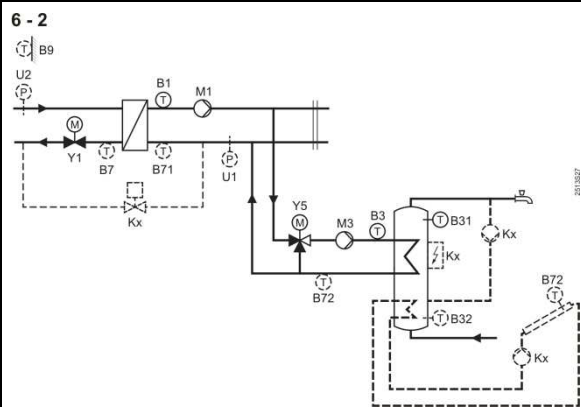 6 - 2
T B9
U2
P
B1 M1
T
M
Y1 T T P
B7 B71 U1
Kx
Y5
M M3 B3
T
T B31
Kx
Kx
T
B72
T B32
B72
T
Kx
2513S27